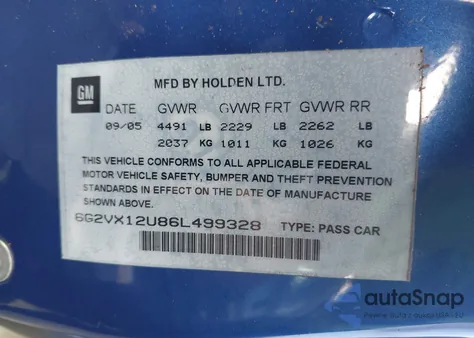 GM
MFD BY HOLDEN LTD.
DATE GVWR GVWR FRT GVWR RR
09/05 4491 LB 2229 LB 2262 LB
2037 KG 1011 KG 1026 KG
THIS VEHICLE CONFORMS TO ALL APPLICABLE FEDERAL
MOTOR VEHICLE SAFETY, BUMPER AND THEFT PREVENTION
STANDARDS IN EFFECT ON THE DATE OF MANUFACTURE
SHOWN ABOVE.
6G2VX12U86L499328 TYPE: PASS CAR
autaSnap